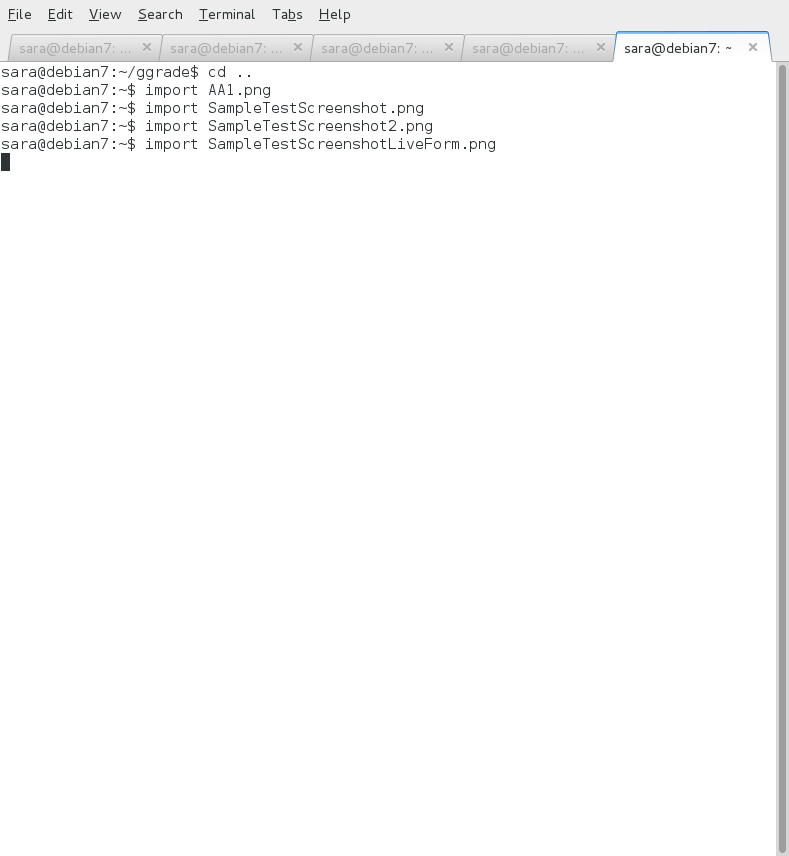 File Edit View Search Terminal Tabs Help
sara@debian7: ... sara@debian7: ... sara@debian7: ... sara@debian7: ... sara@debian7: ~
sara@debian7:~/ggrade$ cd ..
sara@debian7:~$ import AA1.png
sara@debian7:~$ import SampleTestScreenshot.png
sara@debian7:~$ import SampleTestScreenshot2.png
sara@debian7:~$ import SampleTestScreenshotLiveForm.png